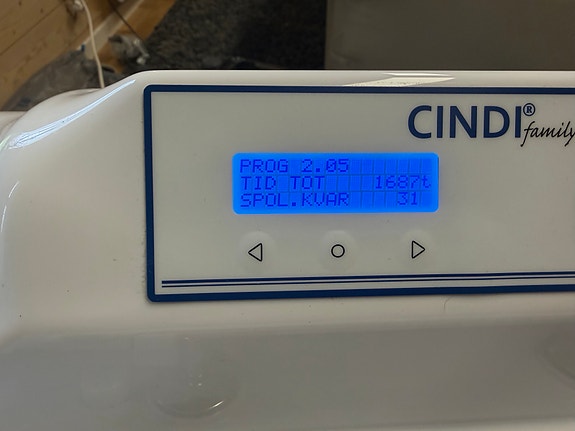 CINDI® family
PROG 2.05
TID TOT 1687t
SPOL.KVAR 31